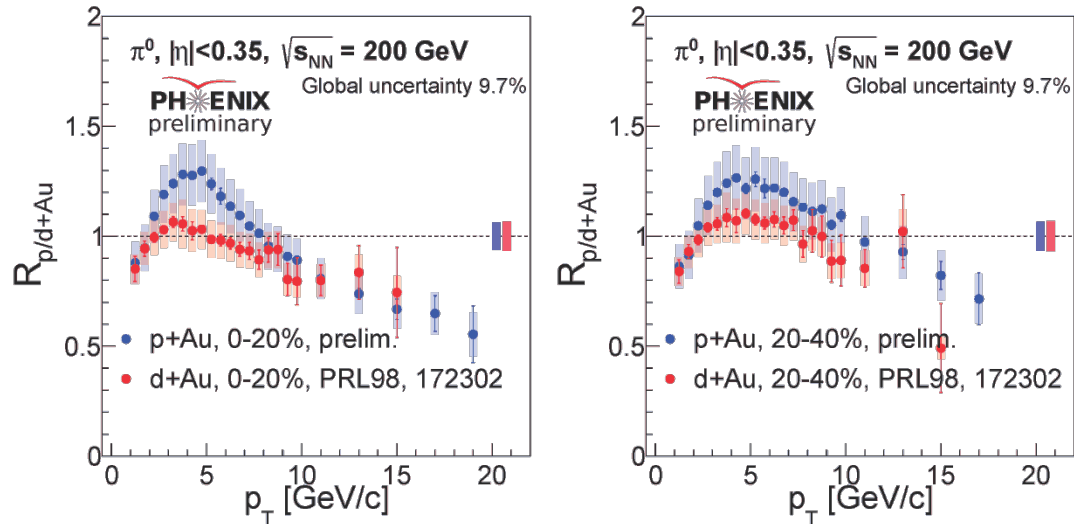 2
π⁰, |η|<0.35, √s_NN = 200 GeV
Global uncertainty 9.7%
PHENIX
preliminary
1.5
1
R_p/d+Au
p+Au, 0-20%, prelim.
0.5
d+Au, 0-20%, PRL98, 172302
0
0 5 10 15 20
p_T [GeV/c]
2
π⁰, |η|<0.35, √s_NN = 200 GeV
Global uncertainty 9.7%
PHENIX
preliminary
1.5
1
R_p/d+Au
p+Au, 20-40%, prelim.
0.5
d+Au, 20-40%, PRL98, 172302
0
0 5 10 15 20
p_T [GeV/c]